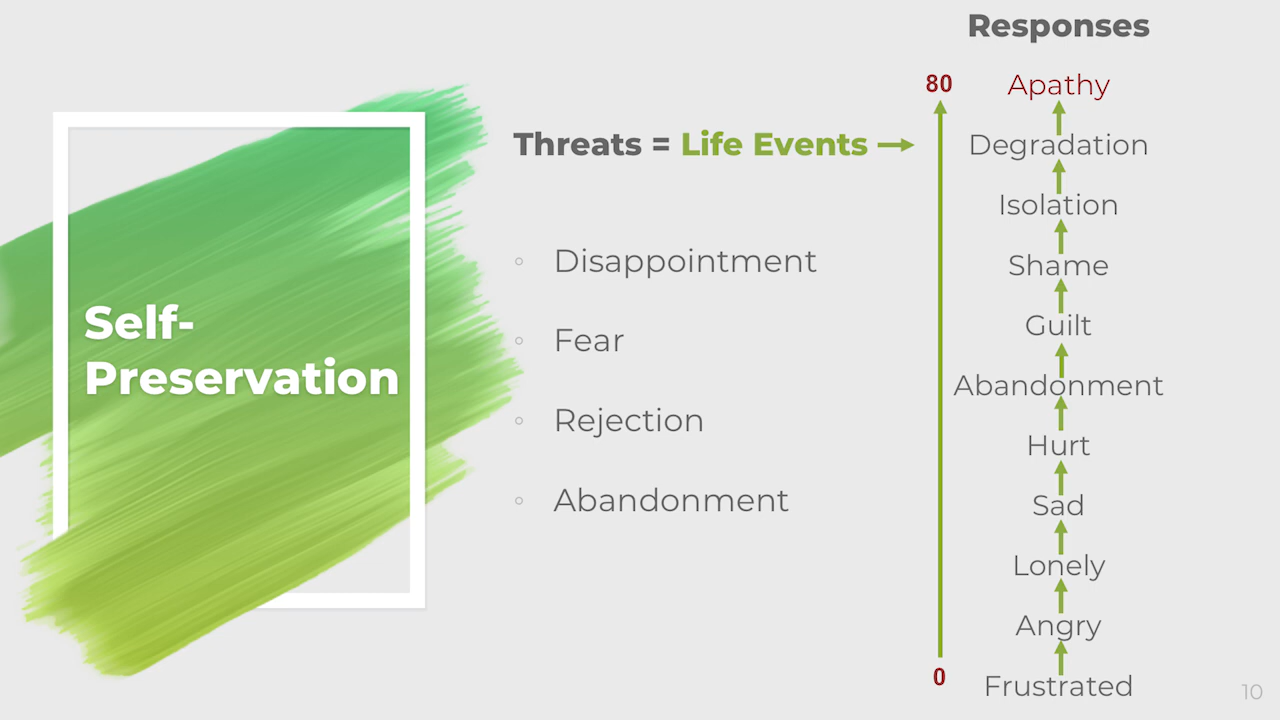 Self-
Preservation
Threats = Life Events
Disappointment
Fear
Rejection
Abandonment
Responses
80
0
Apathy
Degradation
Isolation
Shame
Guilt
Abandonment
Hurt
Sad
Lonely
Angry
Frustrated
10